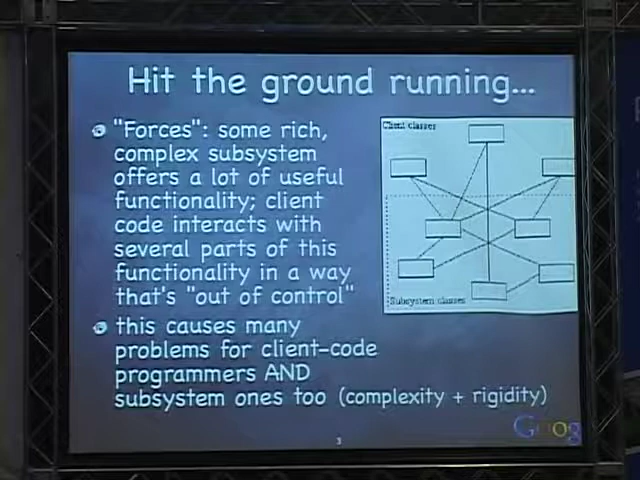 Hit the ground running...
"Forces": some rich,
complex subsystem
offers a lot of useful
functionality; client
code interacts with
several parts of this
functionality in a way
that's "out of control"
this causes many
problems for client-code
programmers AND
subsystem ones too (complexity + rigidity)
Client classes
Subsystem classes
3
Goog